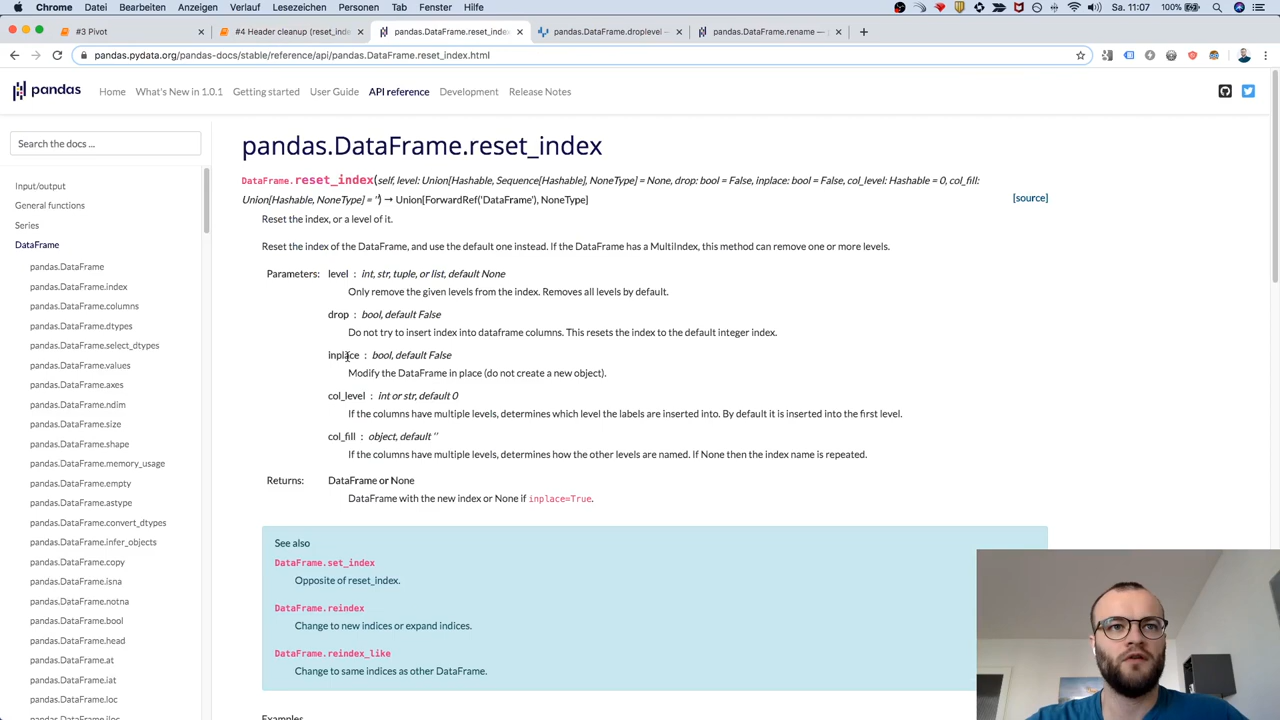 Chrome Datei Bearbeiten Anzeigen Verlauf Lesezeichen Personen Tab Fenster Hilfe Sa. 11:07 100%
#3 Pivot
#4 Header cleanup (reset_inde
pandas.DataFrame.reset_index
pandas.DataFrame.droplevel —
pandas.DataFrame.rename —
pandas.pydata.org/pandas-docs/stable/reference/api/pandas.DataFrame.reset_index.html
pandas Home What's New in 1.0.1 Getting started User Guide API reference Development Release Notes
Search the docs ...
Input/output
General functions
Series
DataFrame
pandas.DataFrame
pandas.DataFrame.index
pandas.DataFrame.columns
pandas.DataFrame.dtypes
pandas.DataFrame.select_dtypes
pandas.DataFrame.values
pandas.DataFrame.axes
pandas.DataFrame.ndim
pandas.DataFrame.size
pandas.DataFrame.shape
pandas.DataFrame.memory_usage
pandas.DataFrame.empty
pandas.DataFrame.astype
pandas.DataFrame.convert_dtypes
pandas.DataFrame.infer_objects
pandas.DataFrame.copy
pandas.DataFrame.isna
pandas.DataFrame.notna
pandas.DataFrame.bool
pandas.DataFrame.head
pandas.DataFrame.at
pandas.DataFrame.iat
pandas.DataFrame.loc
pandas.DataFrame.iloc
pandas.DataFrame.reset_index
DataFrame.reset_index(self, level: Union[Hashable, Sequence[Hashable], NoneType] = None, drop: bool = False, inplace: bool = False, col_level: Hashable = 0, col_fill:
Union[Hashable, NoneType] = '') → Union[ForwardRef('DataFrame'), NoneType]
[source]
Reset the index, or a level of it.
Reset the index of the DataFrame, and use the default one instead. If the DataFrame has a MultiIndex, this method can remove one or more levels.
Parameters: level : int, str, tuple, or list, default None
Only remove the given levels from the index. Removes all levels by default.
drop : bool, default False
Do not try to insert index into dataframe columns. This resets the index to the default integer index.
inplace : bool, default False
Modify the DataFrame in place (do not create a new object).
col_level : int or str, default 0
If the columns have multiple levels, determines which level the labels are inserted into. By default it is inserted into the first level.
col_fill : object, default ''
If the columns have multiple levels, determines how the other levels are named. If None then the index name is repeated.
Returns: DataFrame or None
DataFrame with the new index or None if inplace=True.
See also
DataFrame.set_index
Opposite of reset_index.
DataFrame.reindex
Change to new indices or expand indices.
DataFrame.reindex_like
Change to same indices as other DataFrame.
Examples